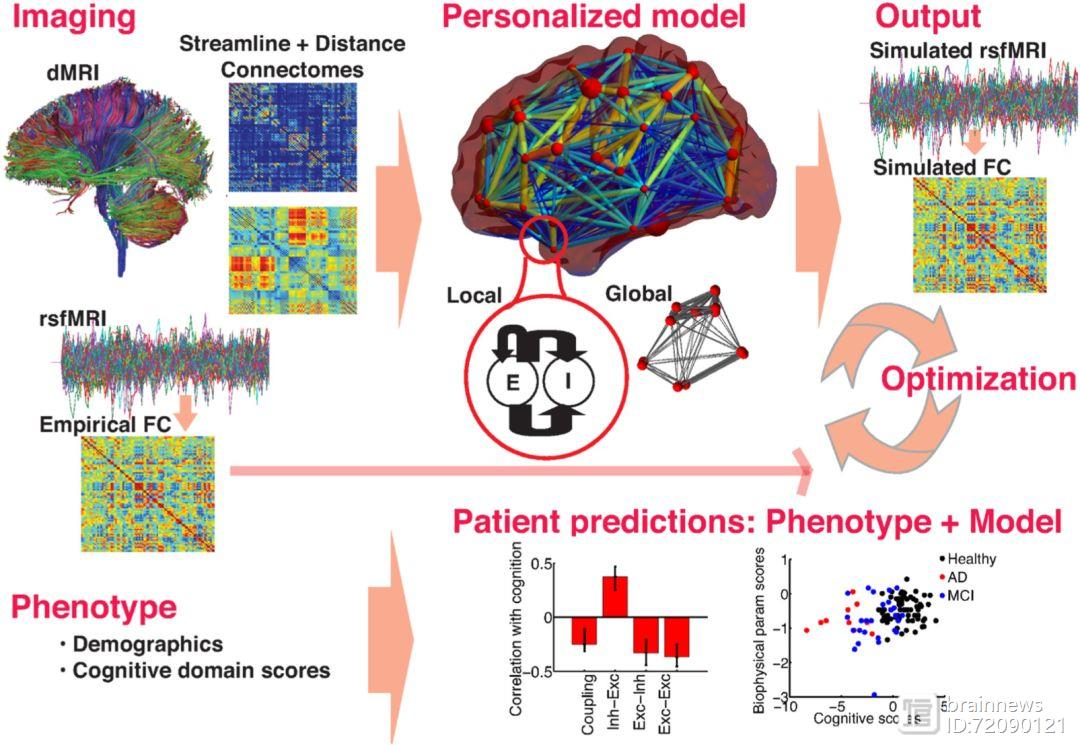 Imaging
Streamline + Distance
Connectomes
dMRI
rsfMRI
Empirical FC
Personalized model
Local
Global
E I
Output
Simulated rsfMRI
Simulated FC
Optimization
Phenotype
· Demographics
· Cognitive domain scores
Patient predictions: Phenotype + Model
Correlation with cognition
0.5
0
−0.5
Coupling
Inh−Exc
Exc−Inh
Exc−Exc
Biophysical param scores
1
0
−1
−2
−3
−10 −5 0 5
Cognitive scores
Healthy
AD
MCI
brainnews
ID:72090121